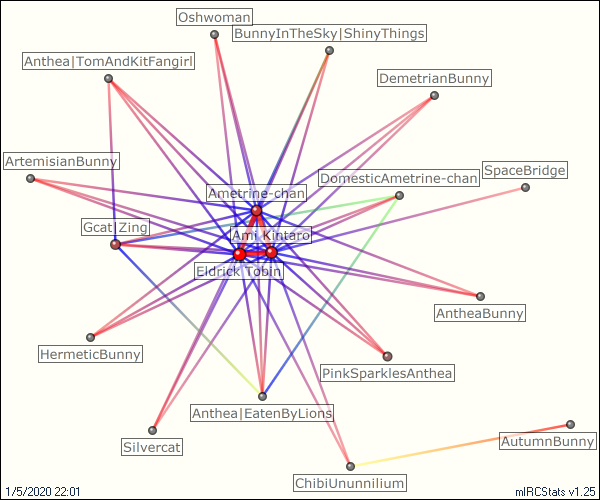 Oshwoman
BunnyInTheSky|ShinyThings
Anthea|TomAndKitFangirl
DemetrianBunny
ArtemisianBunny
SpaceBridge
DomesticAmetrine-chan
Ametrine-chan
Gcat|Zing
Ami Kintaro
Eldrick Tobin
AntheaBunny
HermeticBunny
PinkSparklesAnthea
Anthea|EatenByLions
AutumnBunny
Silvercat
ChibiUnunnilium
1/5/2020 22:01
mIRCStats v1.25